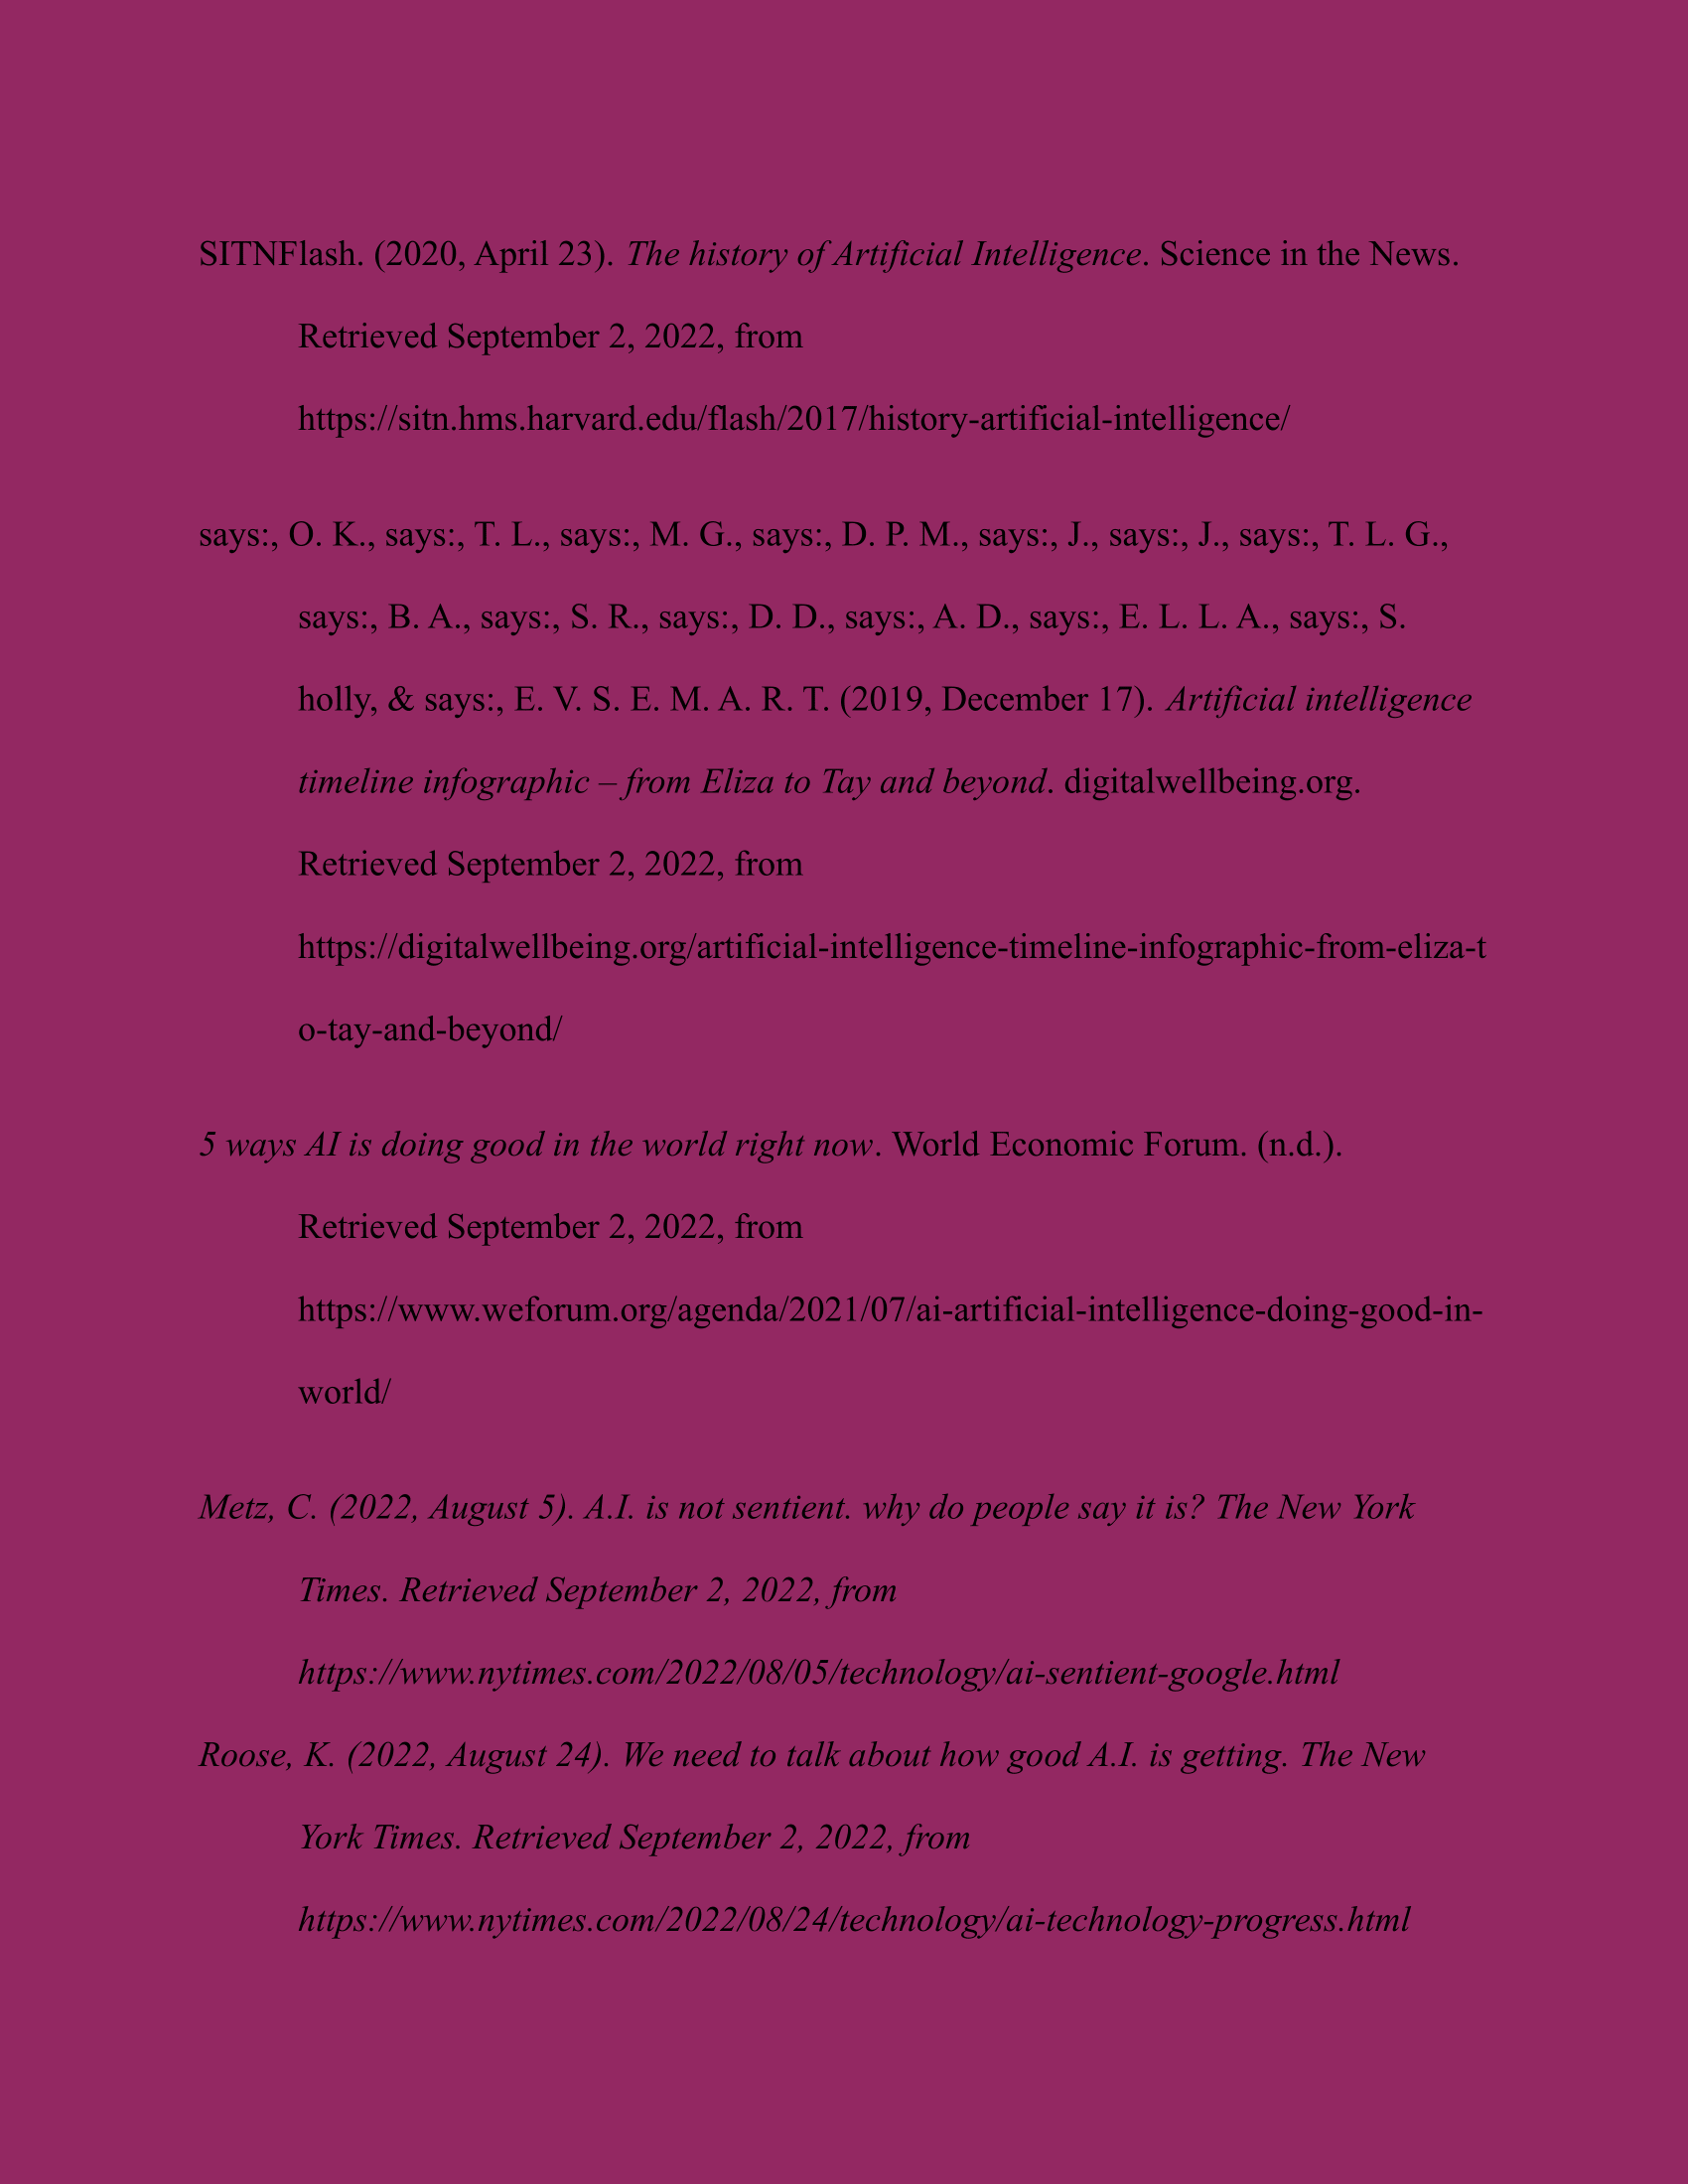 SITNFlash. (2020, April 23). The history of Artificial Intelligence. Science in the News.
Retrieved September 2, 2022, from
https://sitn.hms.harvard.edu/flash/2017/history-artificial-intelligence/
says:, O. K., says:, T. L., says:, M. G., says:, D. P. M., says:, J., says:, J., says:, T. L. G.,
says:, B. A., says:, S. R., says:, D. D., says:, A. D., says:, E. L. L. A., says:, S.
holly, & says:, E. V. S. E. M. A. R. T. (2019, December 17). Artificial intelligence
timeline infographic – from Eliza to Tay and beyond. digitalwellbeing.org.
Retrieved September 2, 2022, from
https://digitalwellbeing.org/artificial-intelligence-timeline-infographic-from-eliza-t
o-tay-and-beyond/
5 ways AI is doing good in the world right now. World Economic Forum. (n.d.).
Retrieved September 2, 2022, from
https://www.weforum.org/agenda/2021/07/ai-artificial-intelligence-doing-good-in-
world/
Metz, C. (2022, August 5). A.I. is not sentient. why do people say it is? The New York
Times. Retrieved September 2, 2022, from
https://www.nytimes.com/2022/08/05/technology/ai-sentient-google.html
Roose, K. (2022, August 24). We need to talk about how good A.I. is getting. The New
York Times. Retrieved September 2, 2022, from
https://www.nytimes.com/2022/08/24/technology/ai-technology-progress.html